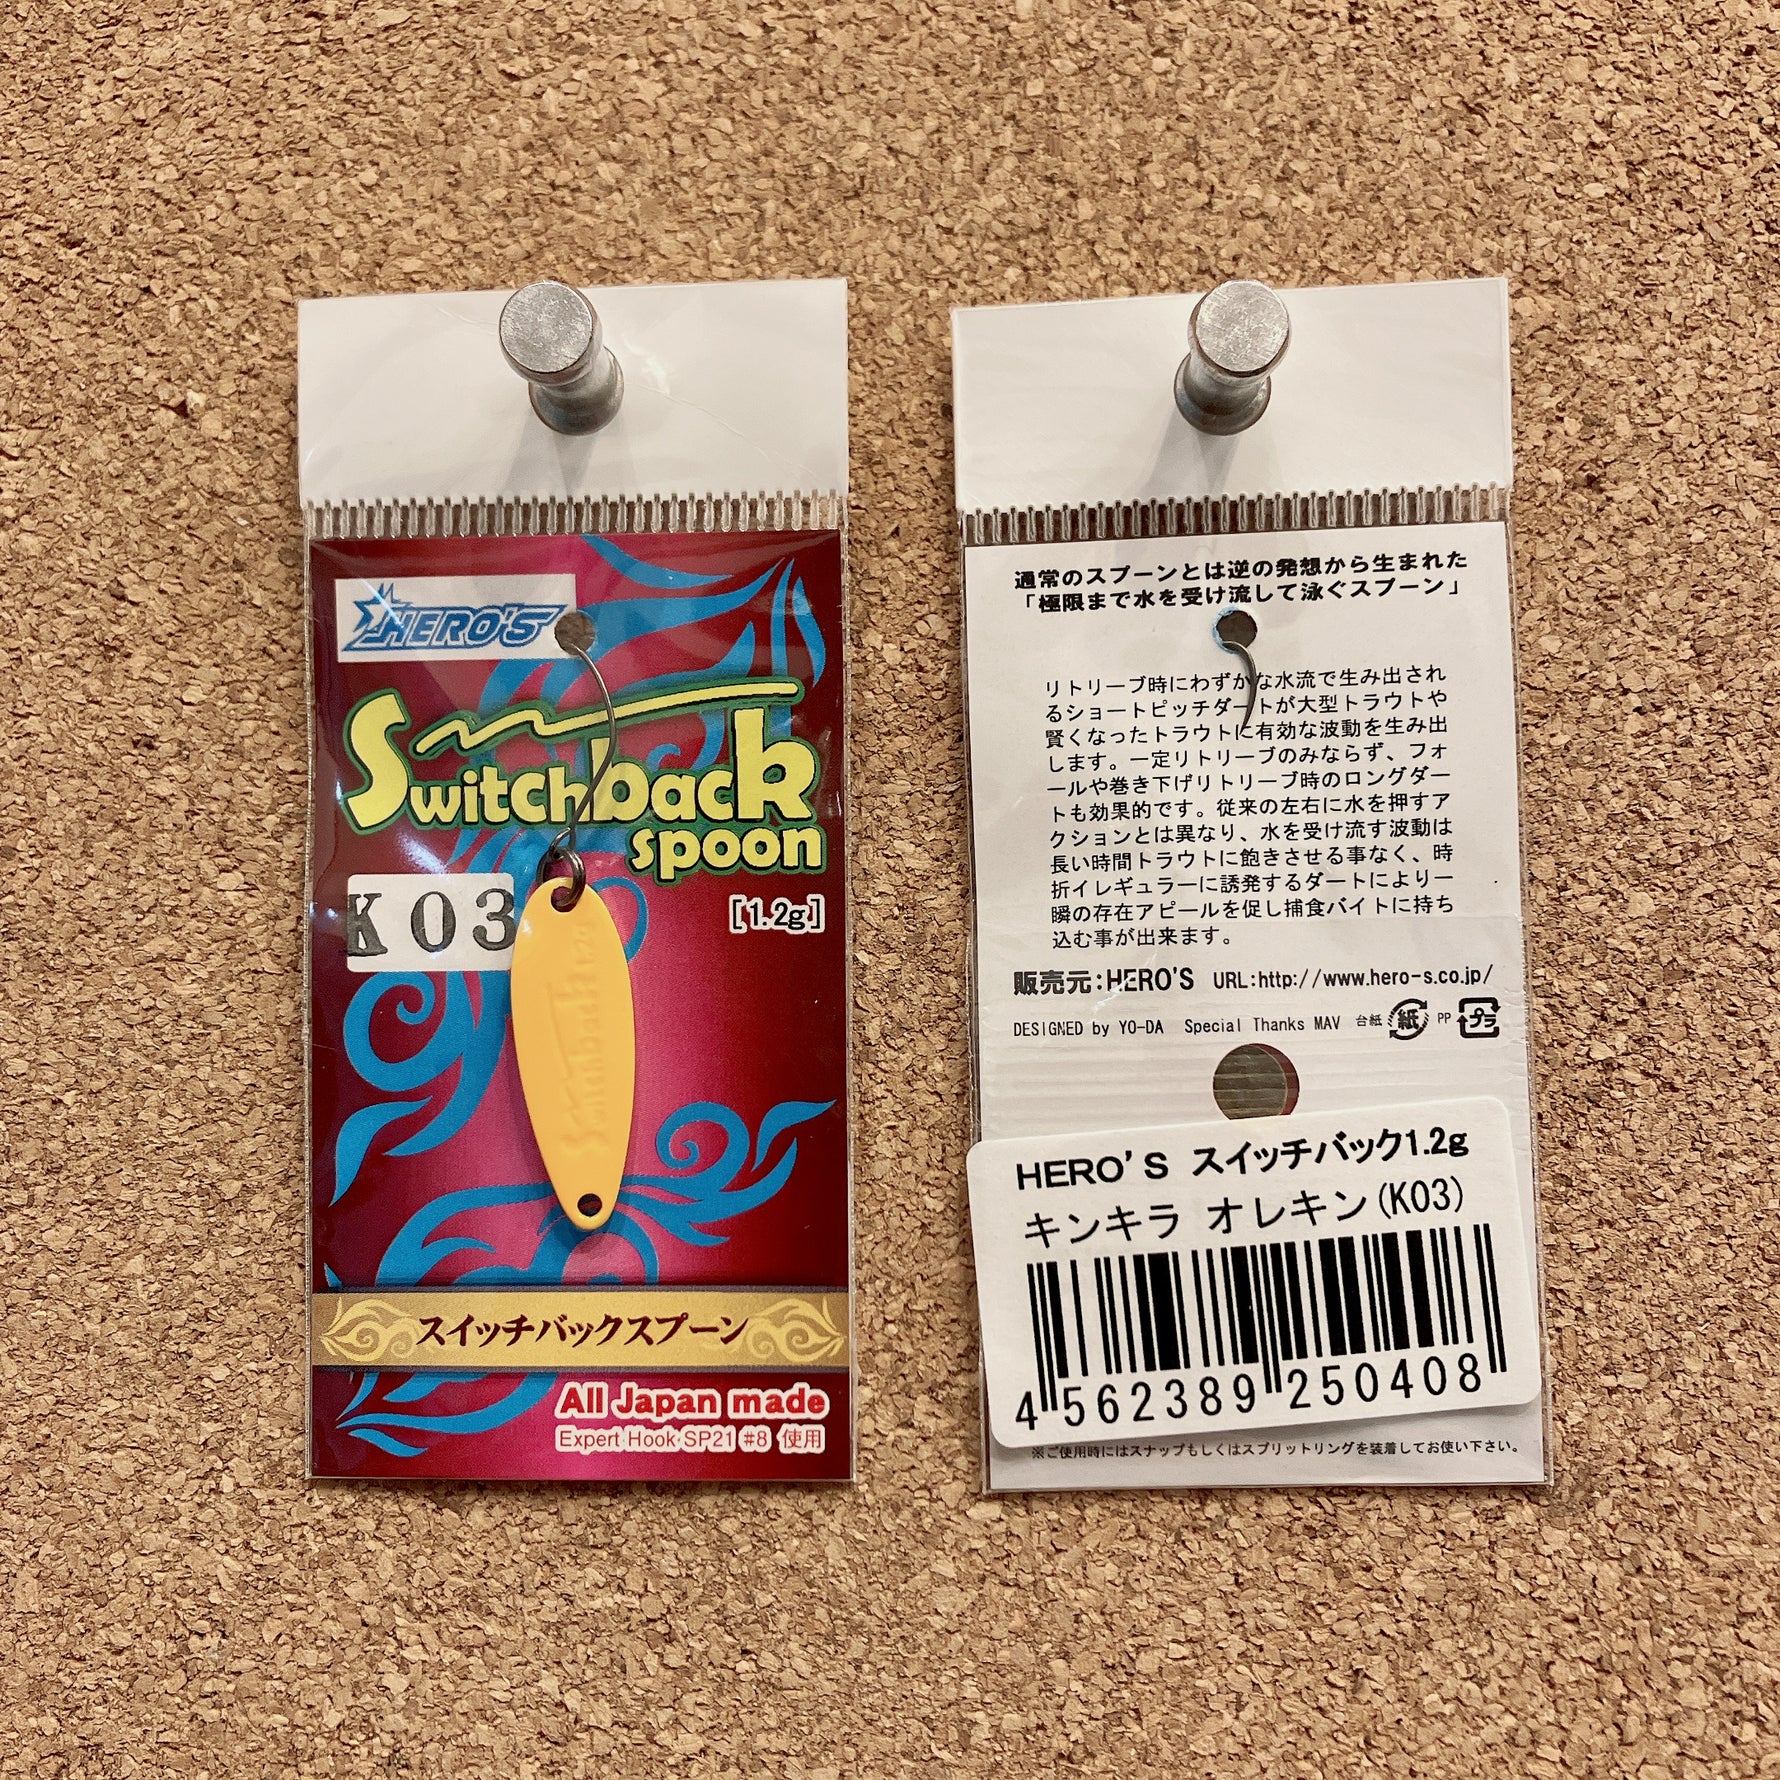 HERO'S
Switchback
spoon
K03
[1.2g]
Switchback 1.2g
スイッチバックスプーン
All Japan made
Expert Hook SP21 #8 使用
通常のスプーンとは逆の発想から生まれた
「極限まで水を受け流して泳ぐスプーン」
リトリーブ時にわずかな水流で生み出され
るショートピッチダートが大型トラウトや
賢くなったトラウトに有効な波動を生み出
します。一定リトリーブのみならず、フォ
ールや巻き下げリトリーブ時のロングダー
トも効果的です。従来の左右に水を押すア
クションとは異なり、水を受け流す波動は
長い時間トラウトに飽きさせる事なく、時
折イレギュラーに誘発するダートにより一
瞬の存在アピールを促し捕食バイトに持ち
込む事が出来ます。
販売元:HERO'S URL:http://www.hero-s.co.jp/
DESIGNED by YO-DA Special Thanks MAV 台紙 紙 PP プラ
HERO'S スイッチバック1.2g
キンキラ オレキン(K03)
4 562389 250408
※ご使用時にはスナップもしくはスプリットリングを装着してお使い下さい。